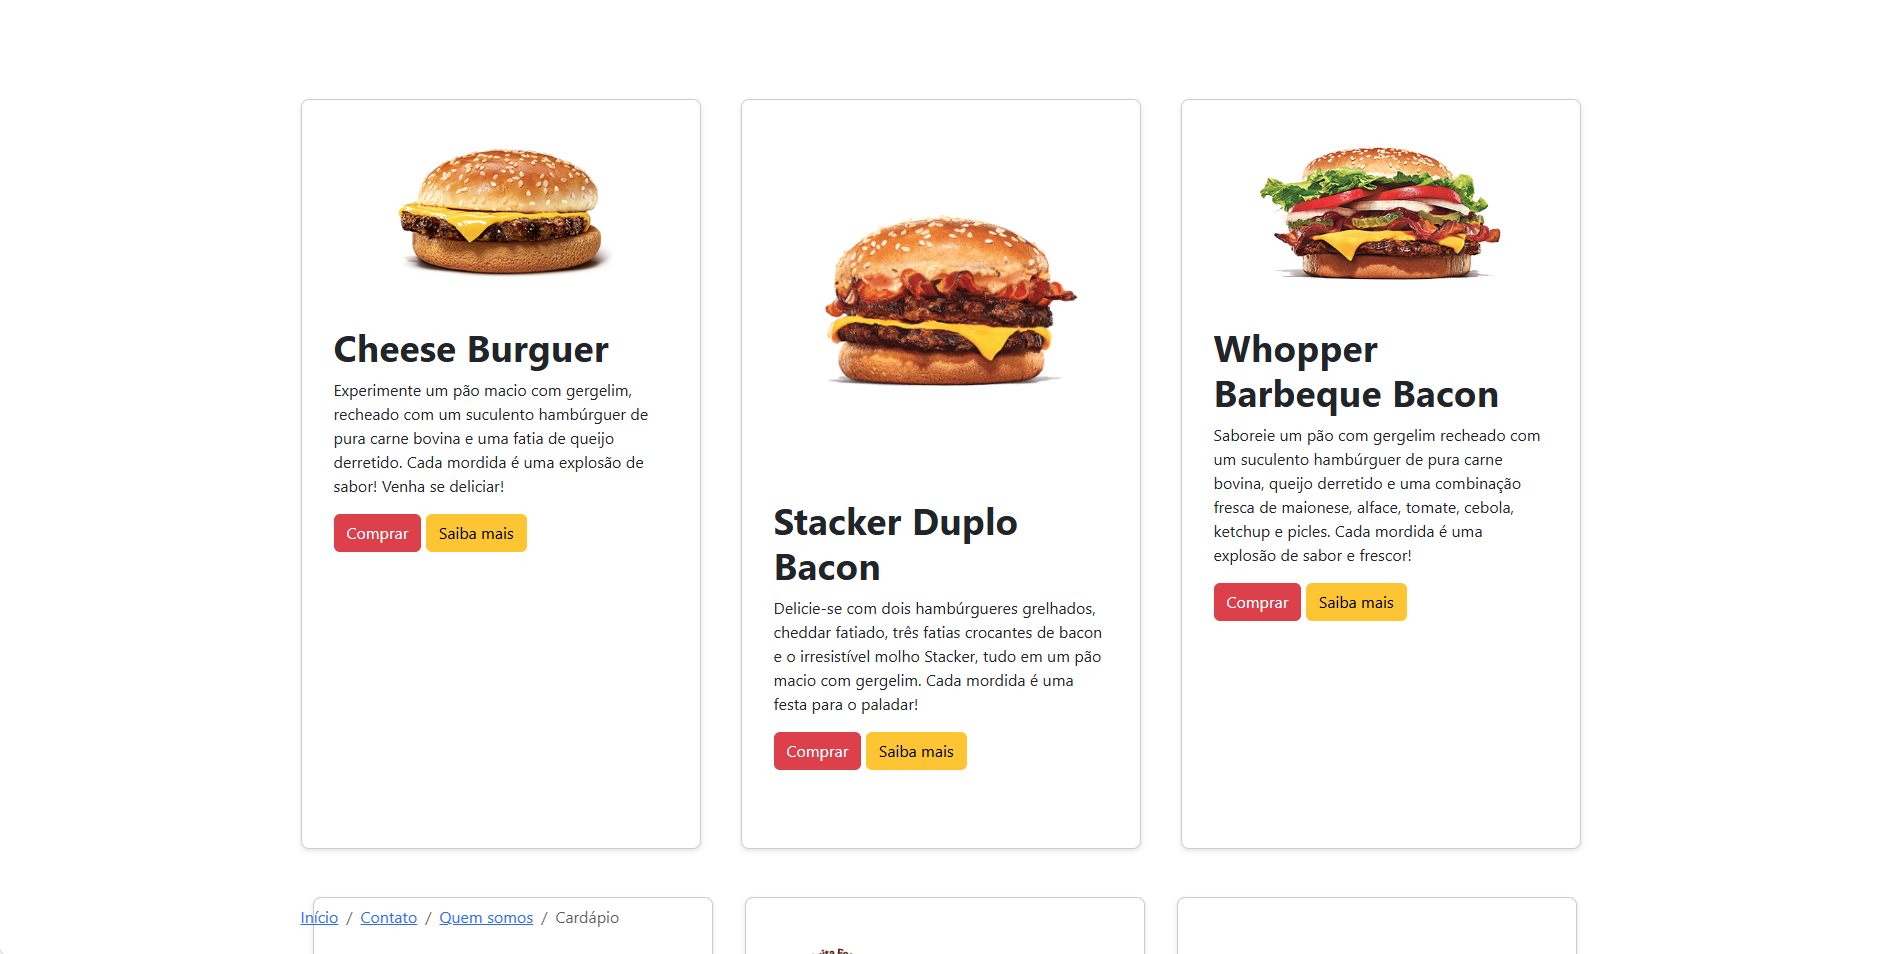 Cheese Burguer
Experimente um pão macio com gergelim,
recheado com um suculento hambúrguer de
pura carne bovina e uma fatia de queijo
derretido. Cada mordida é uma explosão de
sabor! Venha se deliciar!
Comprar
Saiba mais
Stacker Duplo
Bacon
Delicie-se com dois hambúrgueres grelhados,
cheddar fatiado, três fatias crocantes de bacon
e o irresistível molho Stacker, tudo em um pão
macio com gergelim. Cada mordida é uma
festa para o paladar!
Comprar
Saiba mais
Whopper
Barbeque Bacon
Saboreie um pão com gergelim recheado com
um suculento hambúrguer de pura carne
bovina, queijo derretido e uma combinação
fresca de maionese, alface, tomate, cebola,
ketchup e picles. Cada mordida é uma
explosão de sabor e frescor!
Comprar
Saiba mais
Início / Contato / Quem somos / Cardápio